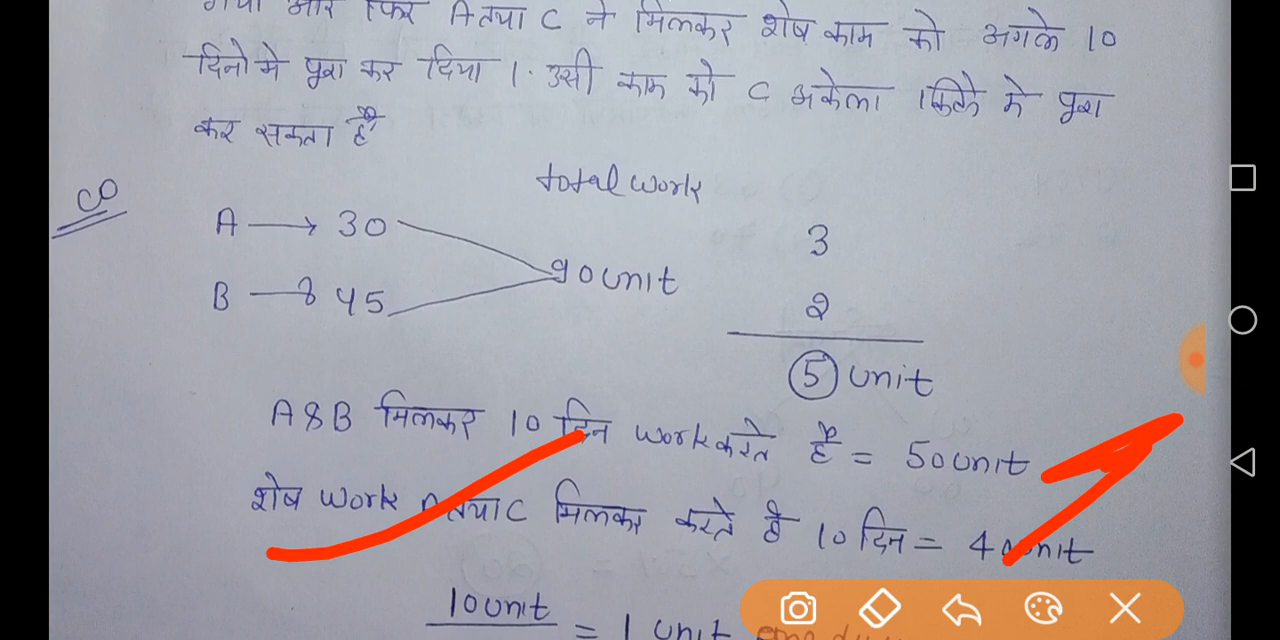 और फिर A तथा C ने मिलकर शेष काम को अगले 10
दिनो मे पूरा कर दिया । उसी काम को C अकेला कितने मे पूरा
कर सकता है
total work
A → 30
3
B → 45
90 unit
2
5 unit
A & B मिलकर 10 दिन work करते है = 50 unit
शेष work A तथा C मिलकर करते है 10 दिन = 40 unit
10 unit
= 1 unit